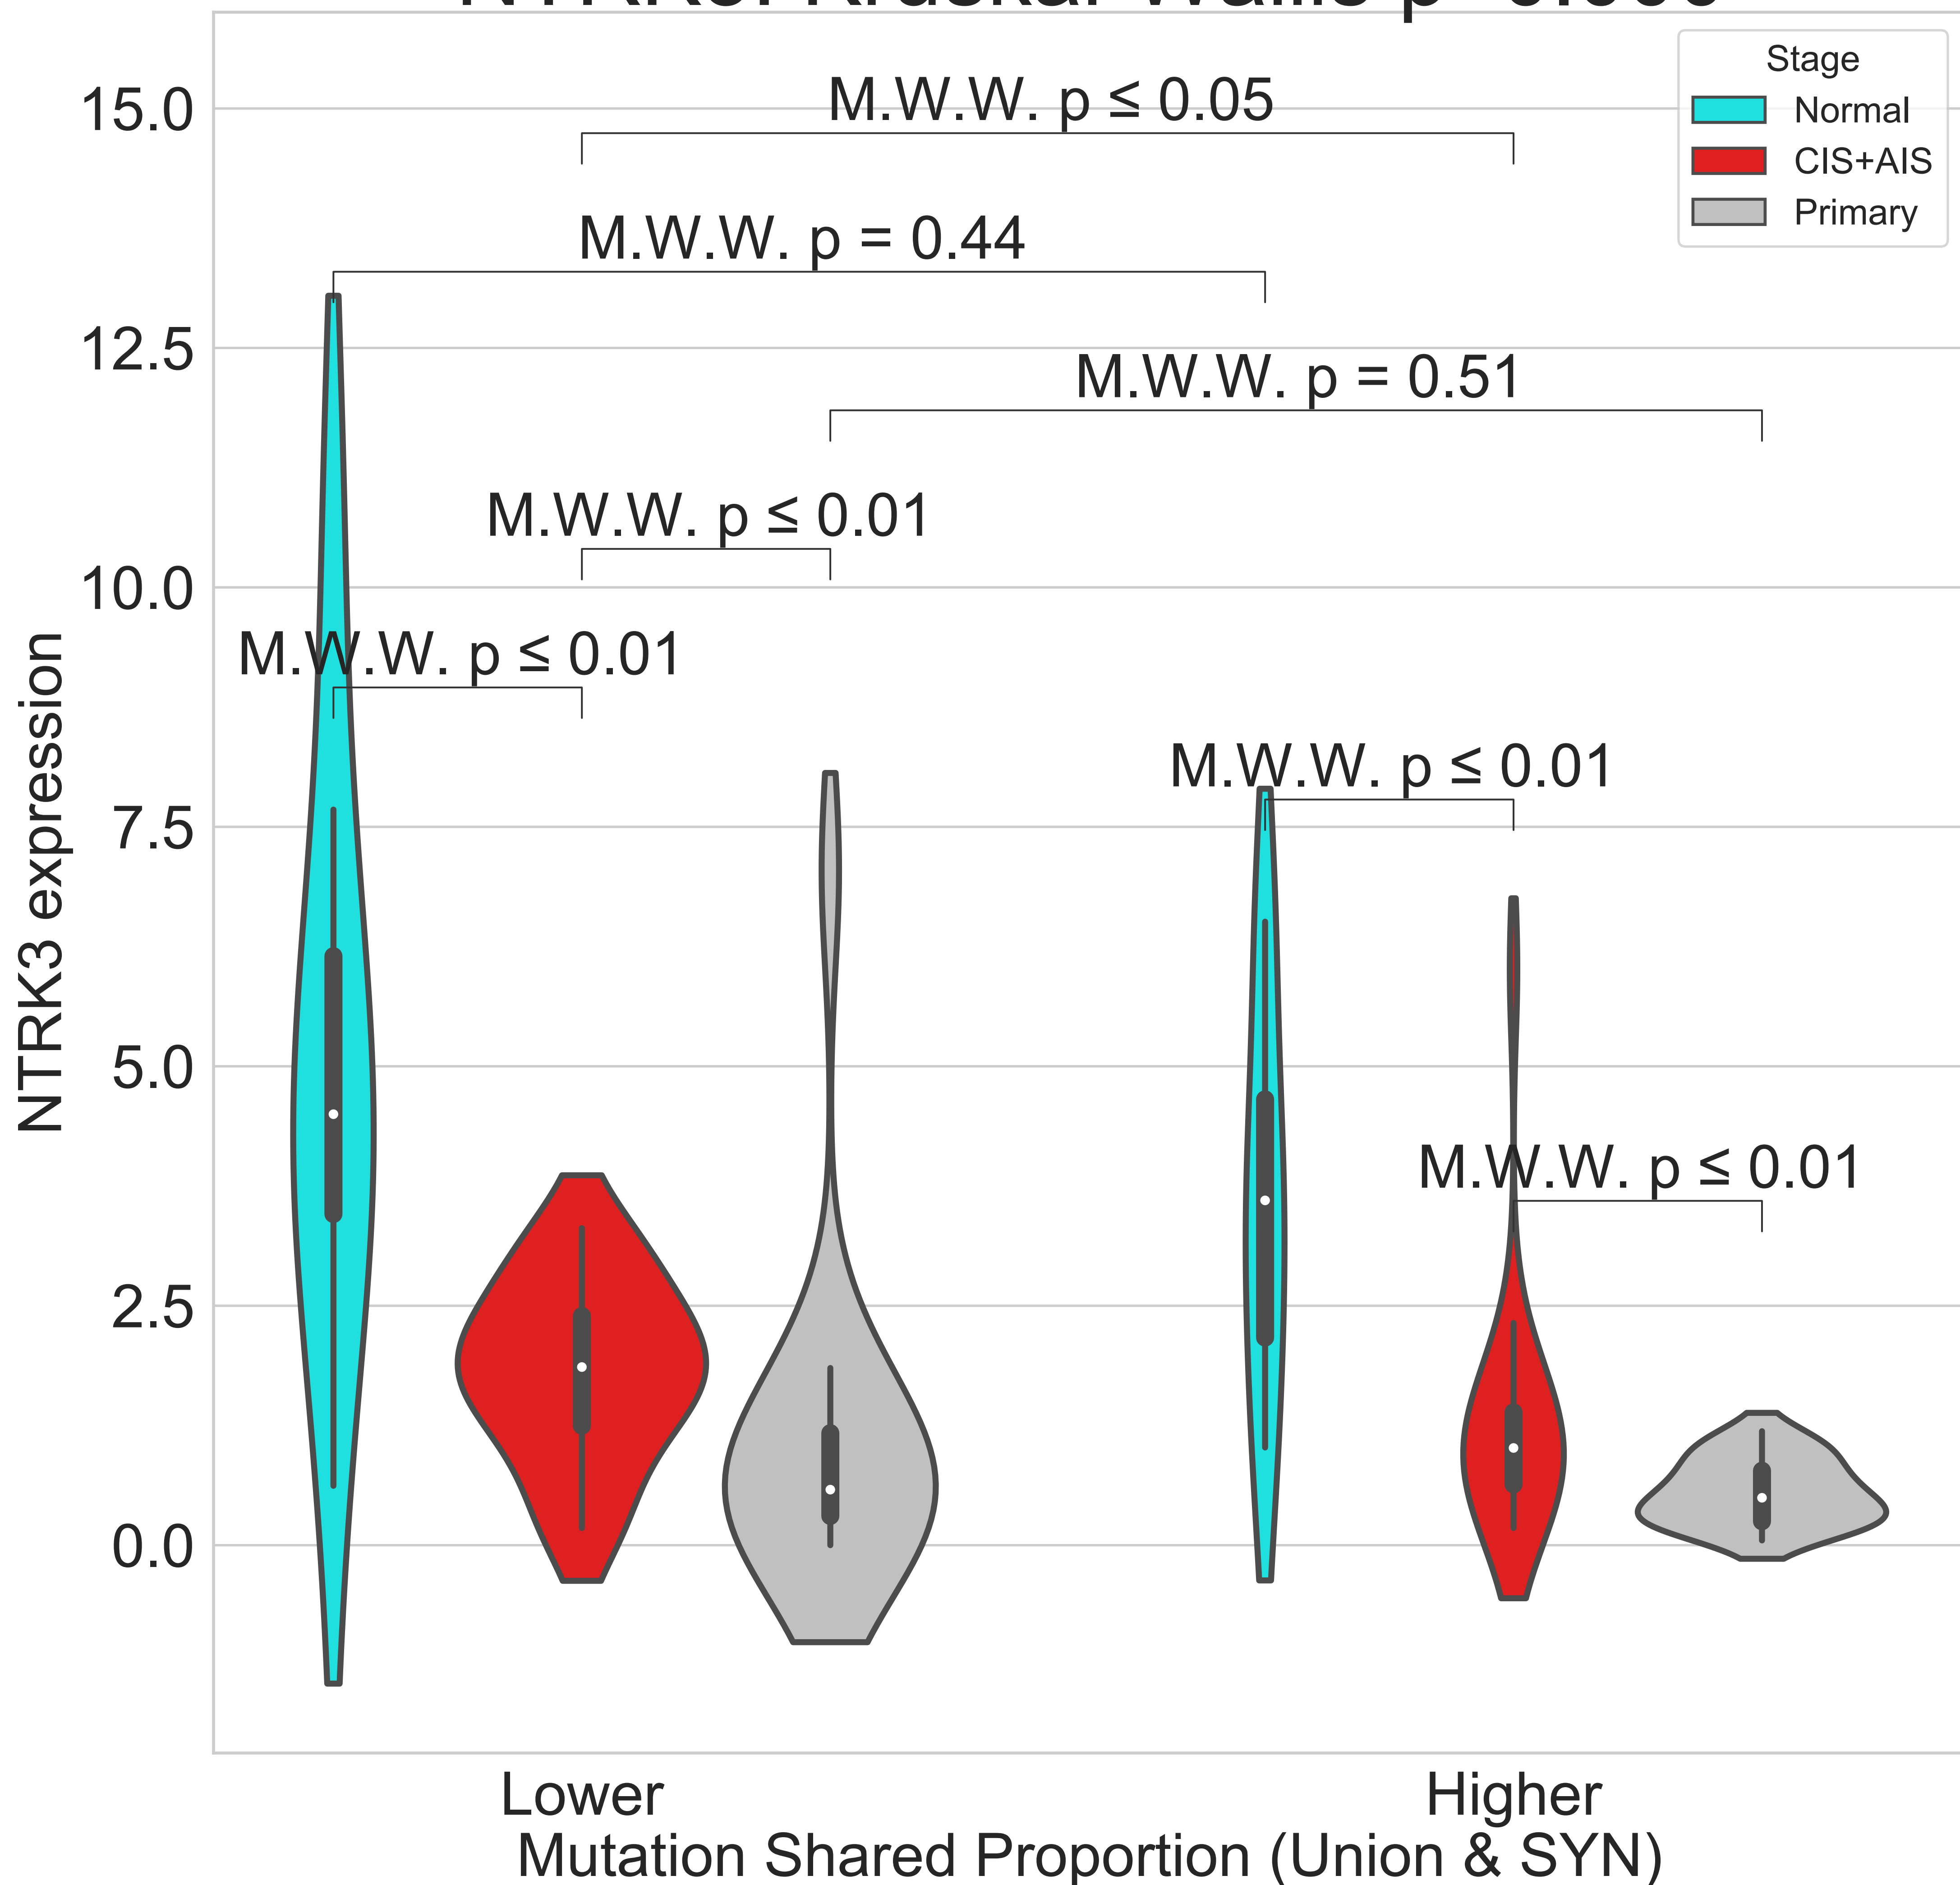 Stage
Normal
CIS+AIS
Primary
M.W.W. p ≤ 0.05
M.W.W. p = 0.44
M.W.W. p = 0.51
M.W.W. p ≤ 0.01
M.W.W. p ≤ 0.01
M.W.W. p ≤ 0.01
M.W.W. p ≤ 0.01
15.0
12.5
10.0
7.5
5.0
2.5
0.0
NTRK3 expression
Lower
Higher
Mutation Shared Proportion (Union & SYN)